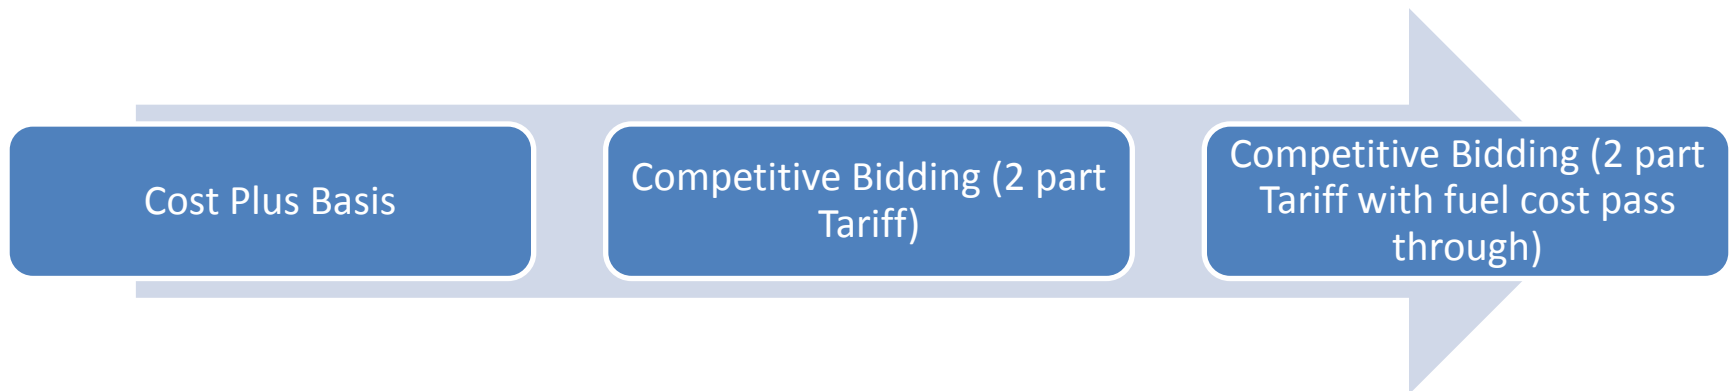 Cost Plus Basis
Competitive Bidding (2 part
Tariff)
Competitive Bidding (2 part
Tariff with fuel cost pass
through)